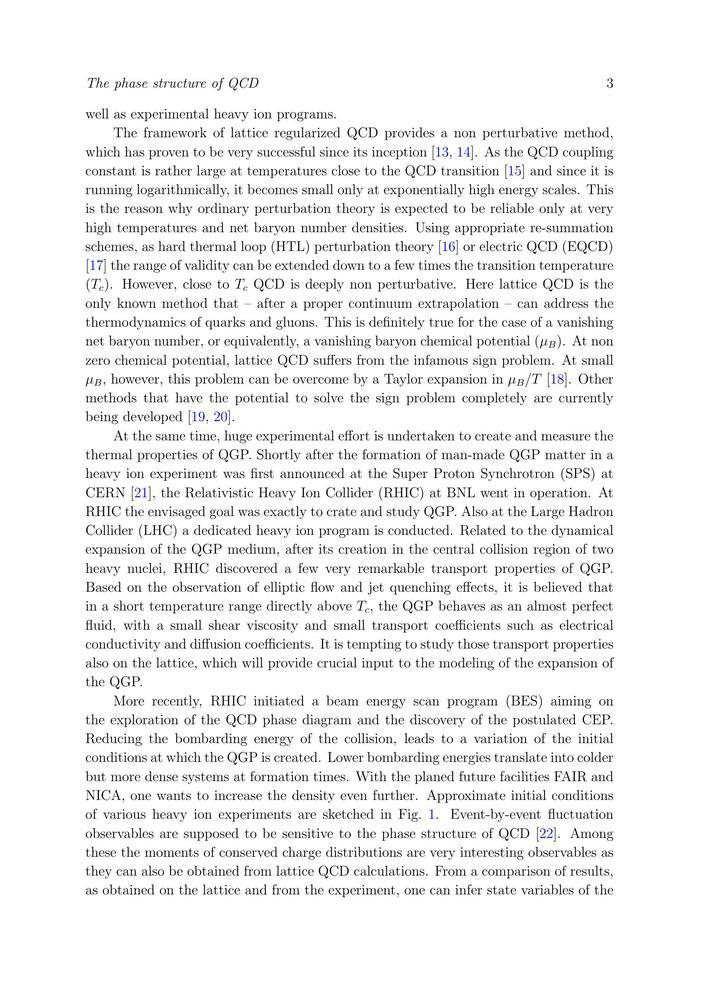 The phase structure of QCD 3
well as experimental heavy ion programs.
The framework of lattice regularized QCD provides a non perturbative method,
which has proven to be very successful since its inception [13, 14]. As the QCD coupling
constant is rather large at temperatures close to the QCD transition [15] and since it is
running logarithmically, it becomes small only at exponentially high energy scales. This
is the reason why ordinary perturbation theory is expected to be reliable only at very
high temperatures and net baryon number densities. Using appropriate re-summation
schemes, as hard thermal loop (HTL) perturbation theory [16] or electric QCD (EQCD)
[17] the range of validity can be extended down to a few times the transition temperature
(T_c). However, close to T_c QCD is deeply non perturbative. Here lattice QCD is the
only known method that – after a proper continuum extrapolation – can address the
thermodynamics of quarks and gluons. This is definitely true for the case of a vanishing
net baryon number, or equivalently, a vanishing baryon chemical potential (μ_B). At non
zero chemical potential, lattice QCD suffers from the infamous sign problem. At small
μ_B, however, this problem can be overcome by a Taylor expansion in μ_B/T [18]. Other
methods that have the potential to solve the sign problem completely are currently
being developed [19, 20].
At the same time, huge experimental effort is undertaken to create and measure the
thermal properties of QGP. Shortly after the formation of man-made QGP matter in a
heavy ion experiment was first announced at the Super Proton Synchrotron (SPS) at
CERN [21], the Relativistic Heavy Ion Collider (RHIC) at BNL went in operation. At
RHIC the envisaged goal was exactly to crate and study QGP. Also at the Large Hadron
Collider (LHC) a dedicated heavy ion program is conducted. Related to the dynamical
expansion of the QGP medium, after its creation in the central collision region of two
heavy nuclei, RHIC discovered a few very remarkable transport properties of QGP.
Based on the observation of elliptic flow and jet quenching effects, it is believed that
in a short temperature range directly above T_c, the QGP behaves as an almost perfect
fluid, with a small shear viscosity and small transport coefficients such as electrical
conductivity and diffusion coefficients. It is tempting to study those transport properties
also on the lattice, which will provide crucial input to the modeling of the expansion of
the QGP.
More recently, RHIC initiated a beam energy scan program (BES) aiming on
the exploration of the QCD phase diagram and the discovery of the postulated CEP.
Reducing the bombarding energy of the collision, leads to a variation of the initial
conditions at which the QGP is created. Lower bombarding energies translate into colder
but more dense systems at formation times. With the planed future facilities FAIR and
NICA, one wants to increase the density even further. Approximate initial conditions
of various heavy ion experiments are sketched in Fig. 1. Event-by-event fluctuation
observables are supposed to be sensitive to the phase structure of QCD [22]. Among
these the moments of conserved charge distributions are very interesting observables as
they can also be obtained from lattice QCD calculations. From a comparison of results,
as obtained on the lattice and from the experiment, one can infer state variables of the